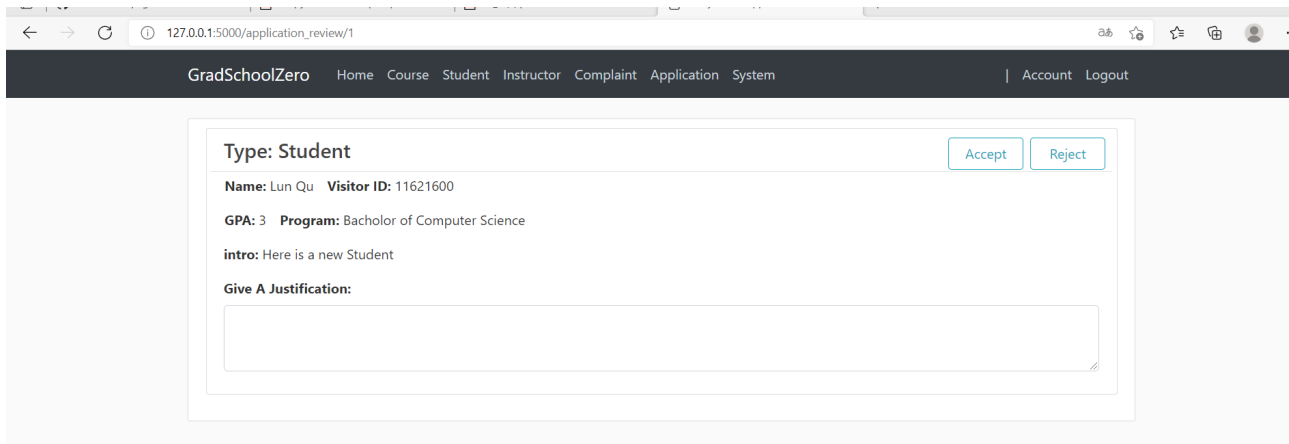 127.0.0.1:5000/application_review/1
GradSchoolZero Home Course Student Instructor Complaint Application System | Account Logout
Type: Student Accept Reject
Name: Lun Qu Visitor ID: 11621600
GPA: 3 Program: Bacholor of Computer Science
intro: Here is a new Student
Give A Justification: